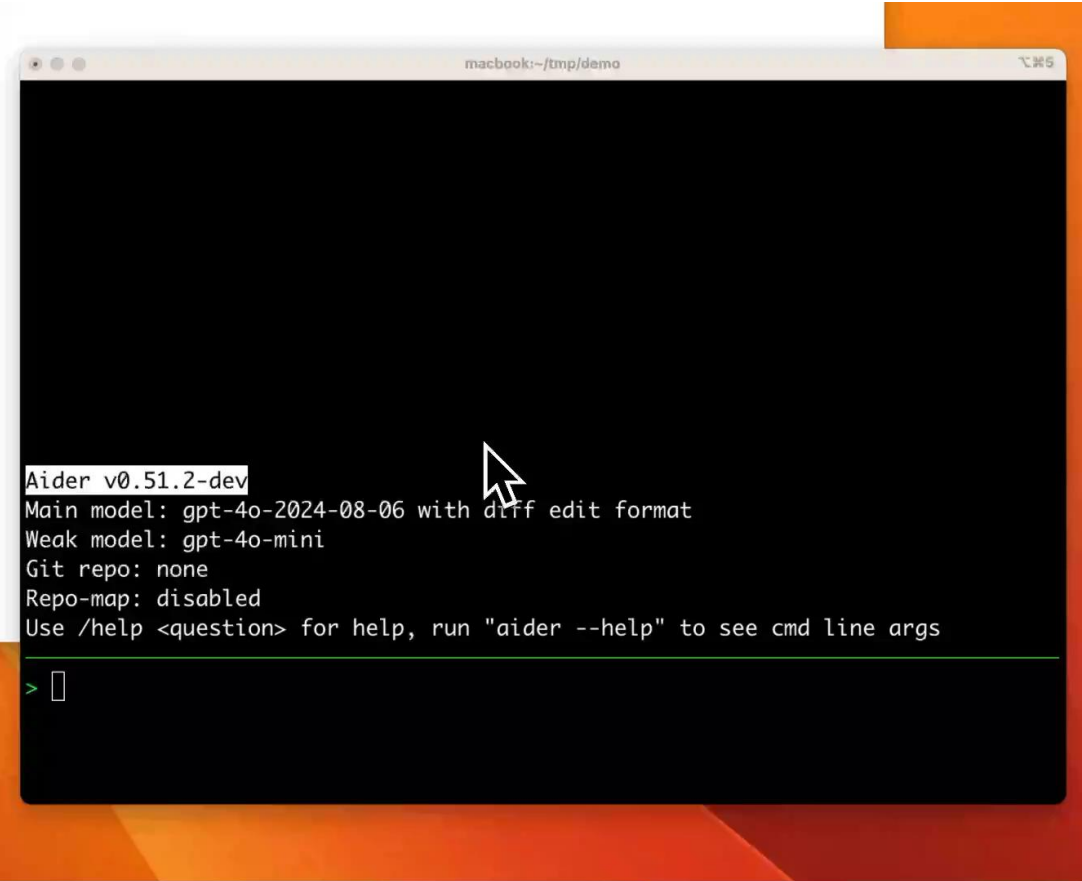 macbook:~/tmp/demo
⌥⌘5
Aider v0.51.2-dev
Main model: gpt-4o-2024-08-06 with diff edit format
Weak model: gpt-4o-mini
Git repo: none
Repo-map: disabled
Use /help <question> for help, run "aider --help" to see cmd line args
>